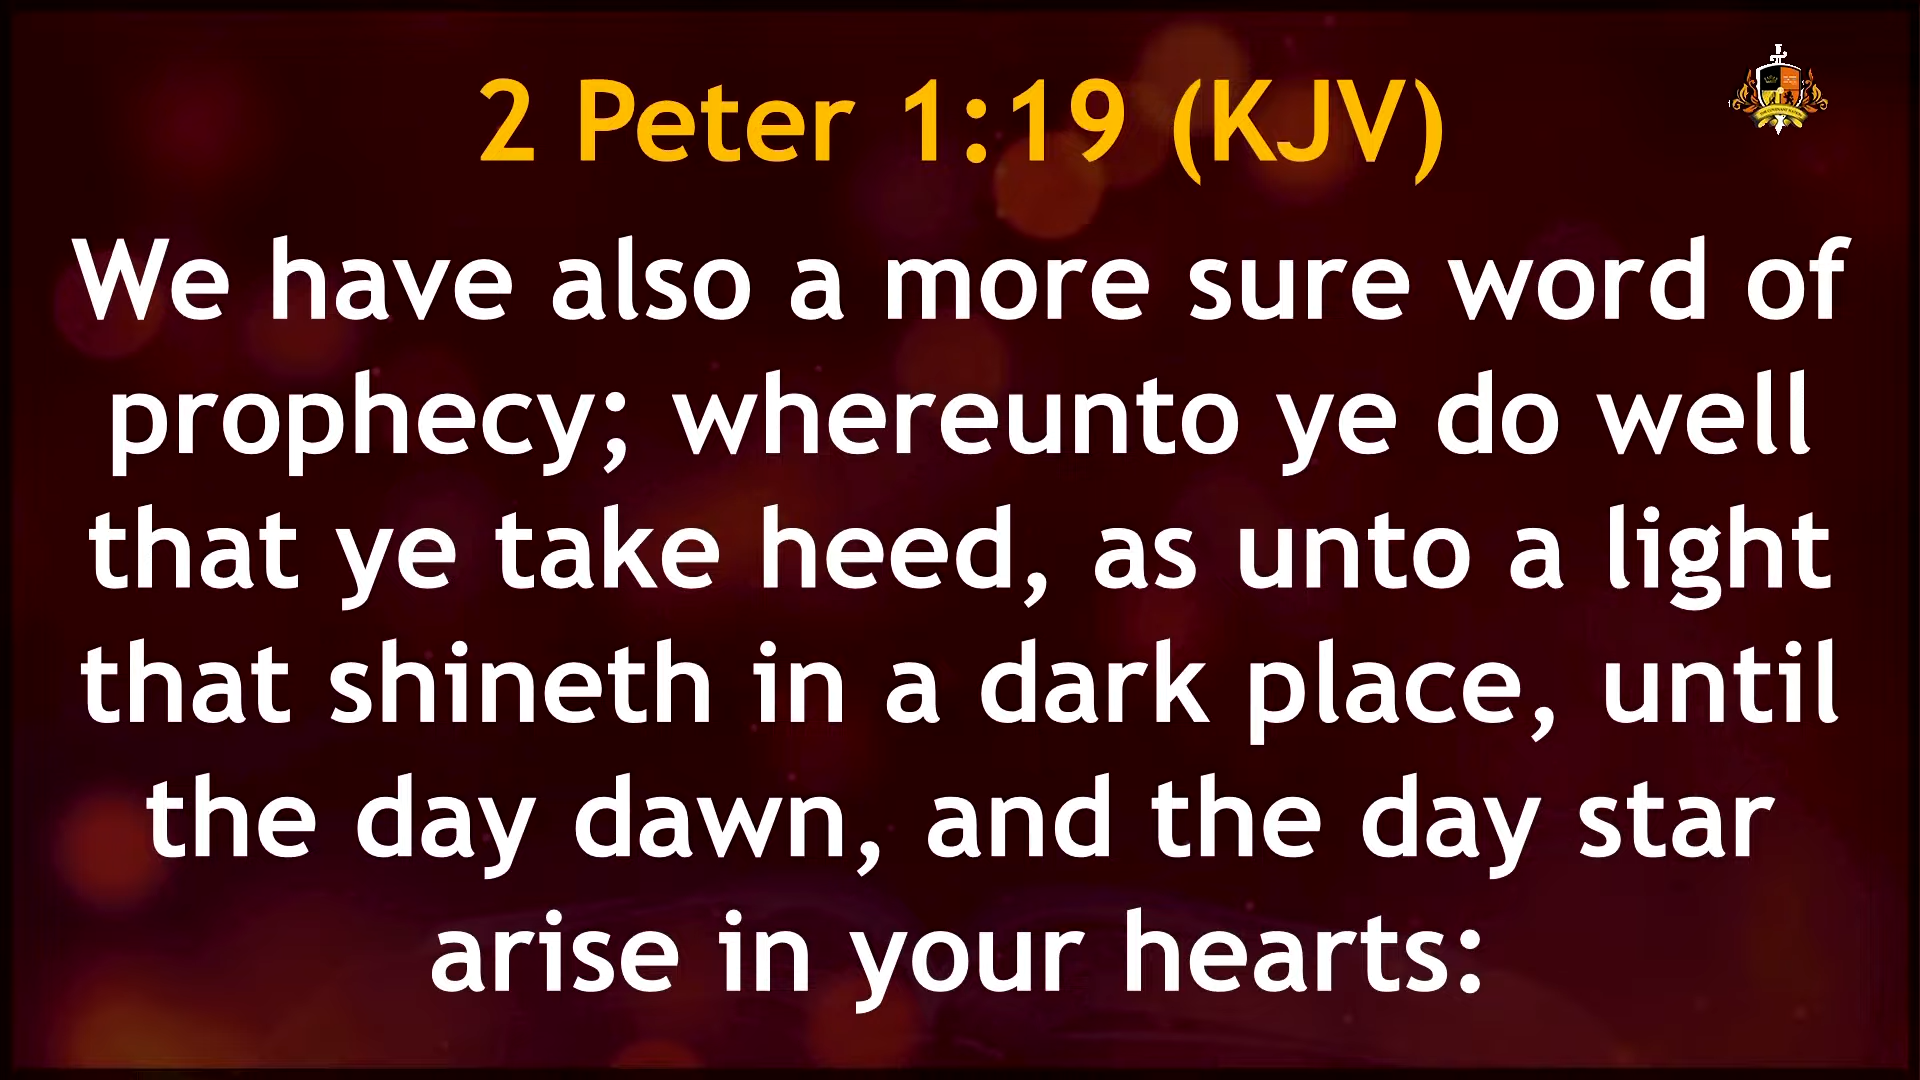 2 Peter 1:19 (KJV)
We have also a more sure word of
prophecy; whereunto ye do well
that ye take heed, as unto a light
that shineth in a dark place, until
the day dawn, and the day star
arise in your hearts: